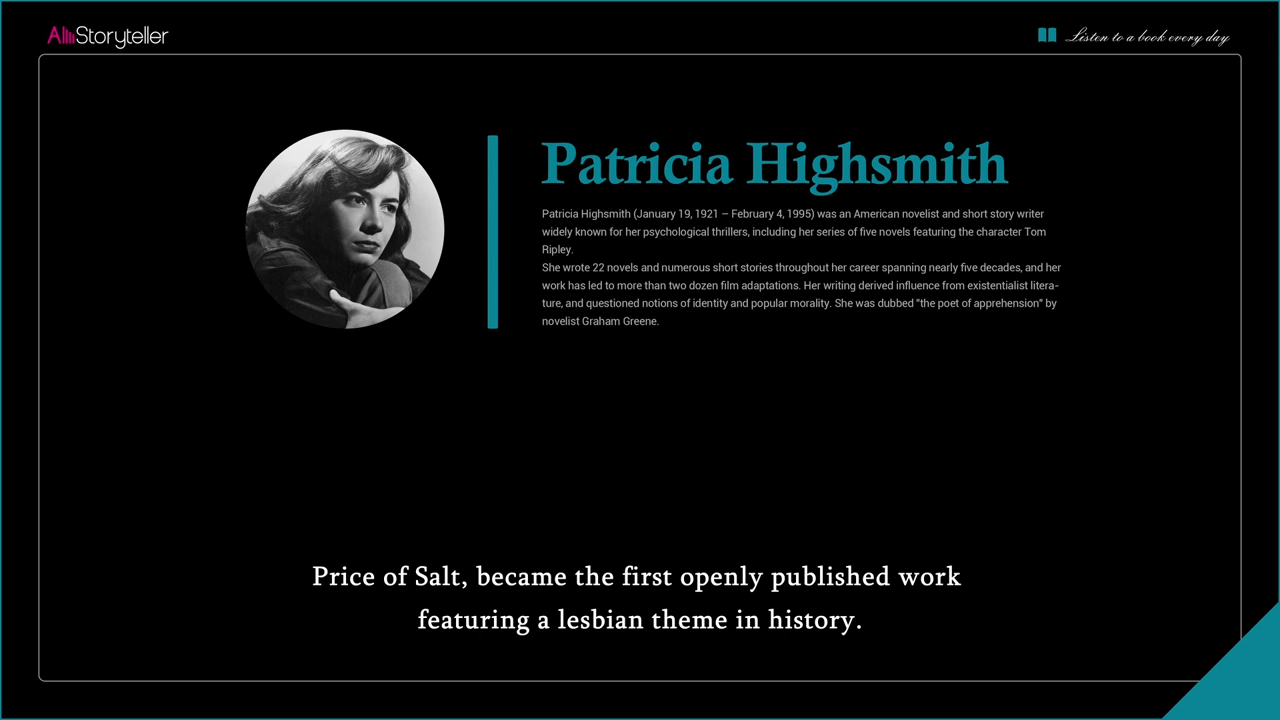 AllStoryteller
Listen to a book every day
Patricia Highsmith
Patricia Highsmith (January 19, 1921 – February 4, 1995) was an American novelist and short story writer
widely known for her psychological thrillers, including her series of five novels featuring the character Tom
Ripley.
She wrote 22 novels and numerous short stories throughout her career spanning nearly five decades, and her
work has led to more than two dozen film adaptations. Her writing derived influence from existentialist litera-
ture, and questioned notions of identity and popular morality. She was dubbed "the poet of apprehension" by
novelist Graham Greene.
Price of Salt, became the first openly published work
featuring a lesbian theme in history.